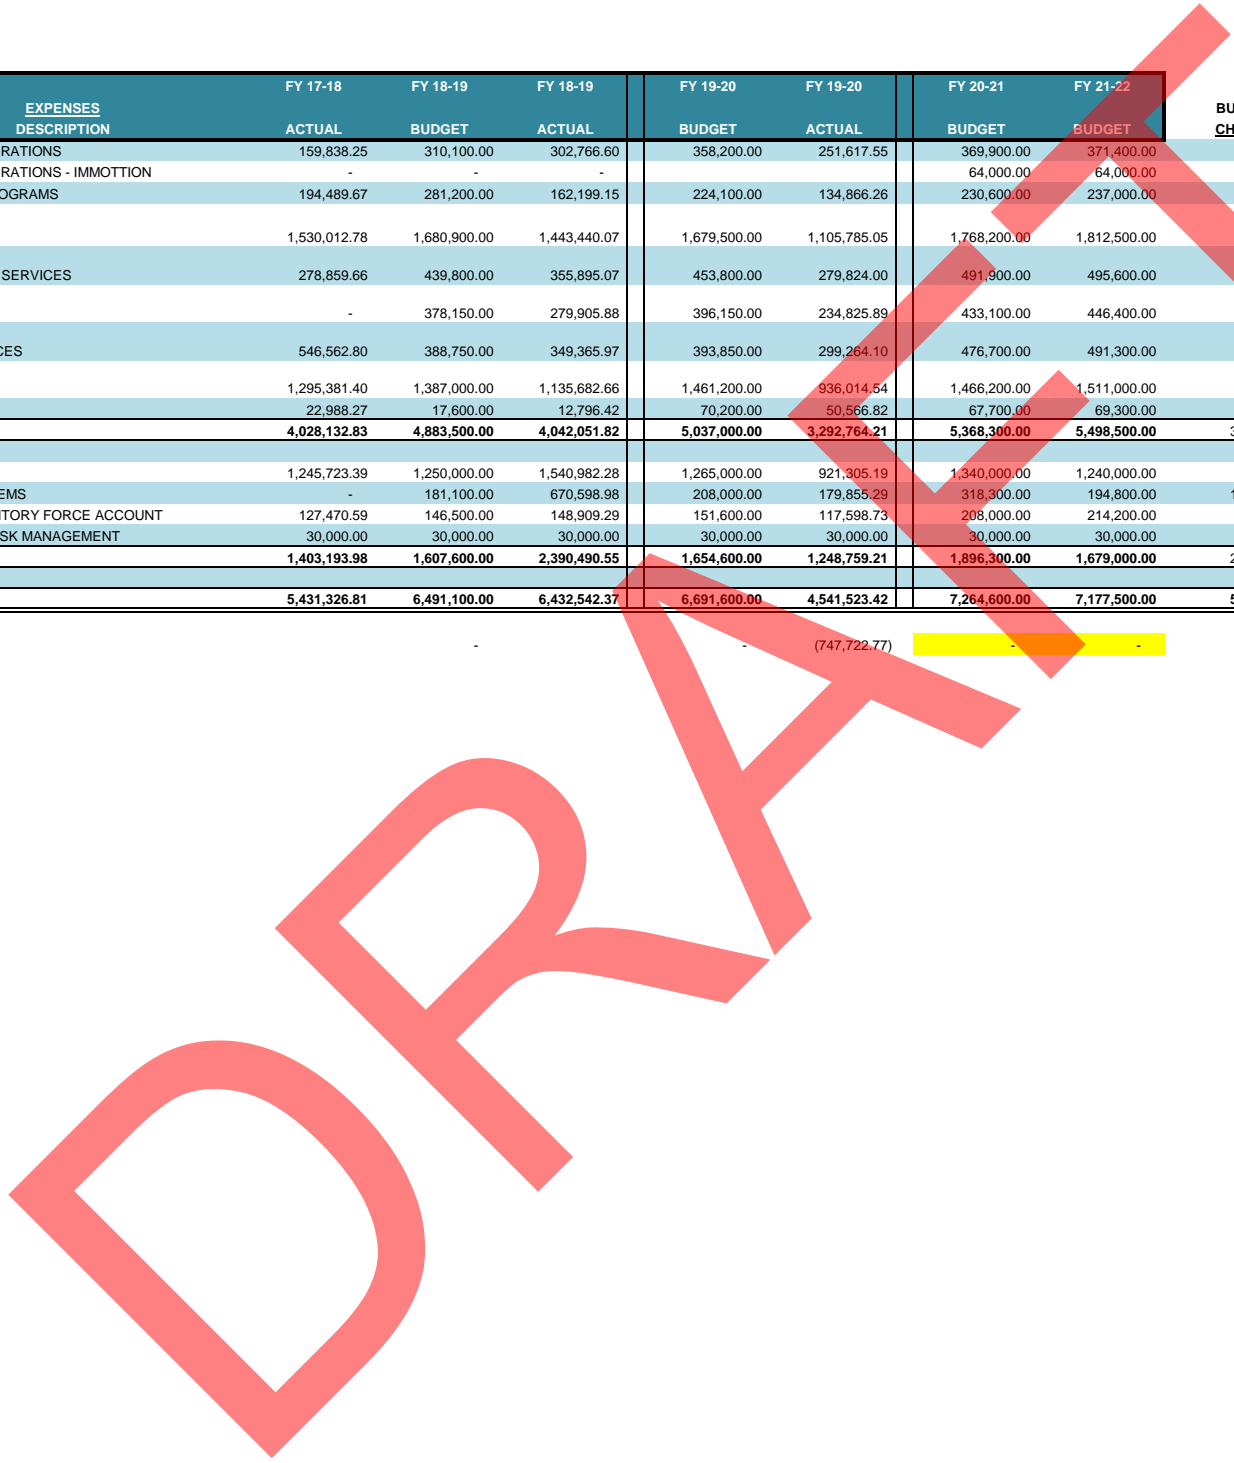 FY 17-18 FY 18-19 FY 18-19 FY 19-20 FY 19-20 FY 20-21 FY 21-22
EXPENSES BU
DESCRIPTION ACTUAL BUDGET ACTUAL BUDGET ACTUAL BUDGET BUDGET CH
RATIONS 159,838.25 310,100.00 302,766.60 358,200.00 251,617.55 369,900.00 371,400.00
RATIONS - IMMOTTION - - - 64,000.00 64,000.00
OGRAMS 194,489.67 281,200.00 162,199.15 224,100.00 134,866.26 230,600.00 237,000.00
1,530,012.78 1,680,900.00 1,443,440.07 1,679,500.00 1,105,785.05 1,768,200.00 1,812,500.00
SERVICES 278,859.66 439,800.00 355,895.07 453,800.00 279,824.00 491,900.00 495,600.00
- 378,150.00 279,905.88 396,150.00 234,825.89 433,100.00 446,400.00
CES 546,562.80 388,750.00 349,365.97 393,850.00 299,264.10 476,700.00 491,300.00
1,295,381.40 1,387,000.00 1,135,682.66 1,461,200.00 936,014.54 1,466,200.00 1,511,000.00
22,988.27 17,600.00 12,796.42 70,200.00 50,566.82 67,700.00 69,300.00
4,028,132.83 4,883,500.00 4,042,051.82 5,037,000.00 3,292,764.21 5,368,300.00 5,498,500.00 3
1,245,723.39 1,250,000.00 1,540,982.28 1,265,000.00 921,305.19 1,340,000.00 1,240,000.00
EMS - 181,100.00 670,598.98 208,000.00 179,855.29 318,300.00 194,800.00 1
NTORY FORCE ACCOUNT 127,470.59 146,500.00 148,909.29 151,600.00 117,598.73 208,000.00 214,200.00
SK MANAGEMENT 30,000.00 30,000.00 30,000.00 30,000.00 30,000.00 30,000.00 30,000.00
1,403,193.98 1,607,600.00 2,390,490.55 1,654,600.00 1,248,759.21 1,896,300.00 1,679,000.00 2
5,431,326.81 6,491,100.00 6,432,542.37 6,691,600.00 4,541,523.42 7,264,600.00 7,177,500.00 5
- - (747,722.77) - -
DRAFT